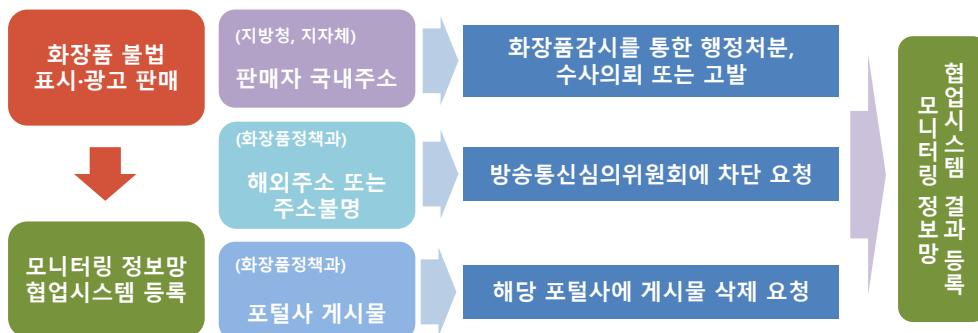 화장품 불법
표시·광고 판매
모니터링 정보망
협업시스템 등록
(지방청, 지자체)
판매자 국내주소
화장품감시를 통한 행정처분,
수사의뢰 또는 고발
(화장품정책과)
해외주소 또는
주소불명
방송통신심의위원회에 차단 요청
(화장품정책과)
포털사 게시물
해당 포털사에 게시물 삭제 요청
협업시스템 결과 등록
모니터링 정보망